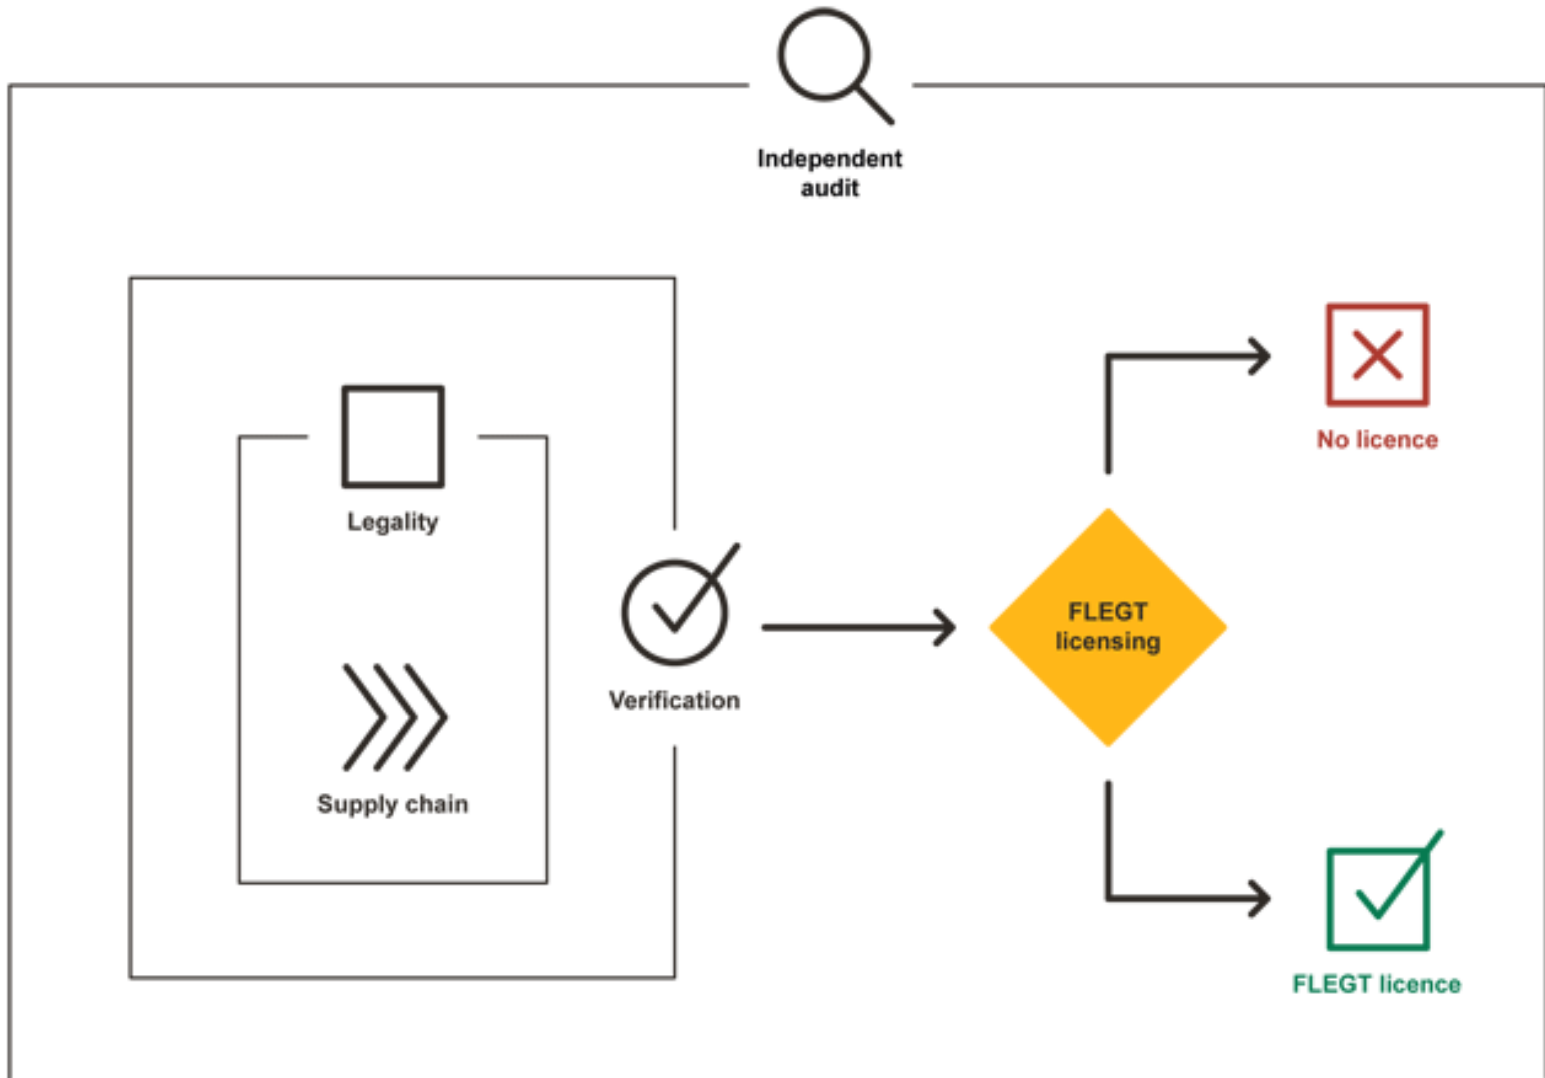 Independent
audit
Legality
Supply chain
Verification
FLEGT
licensing
No licence
FLEGT licence